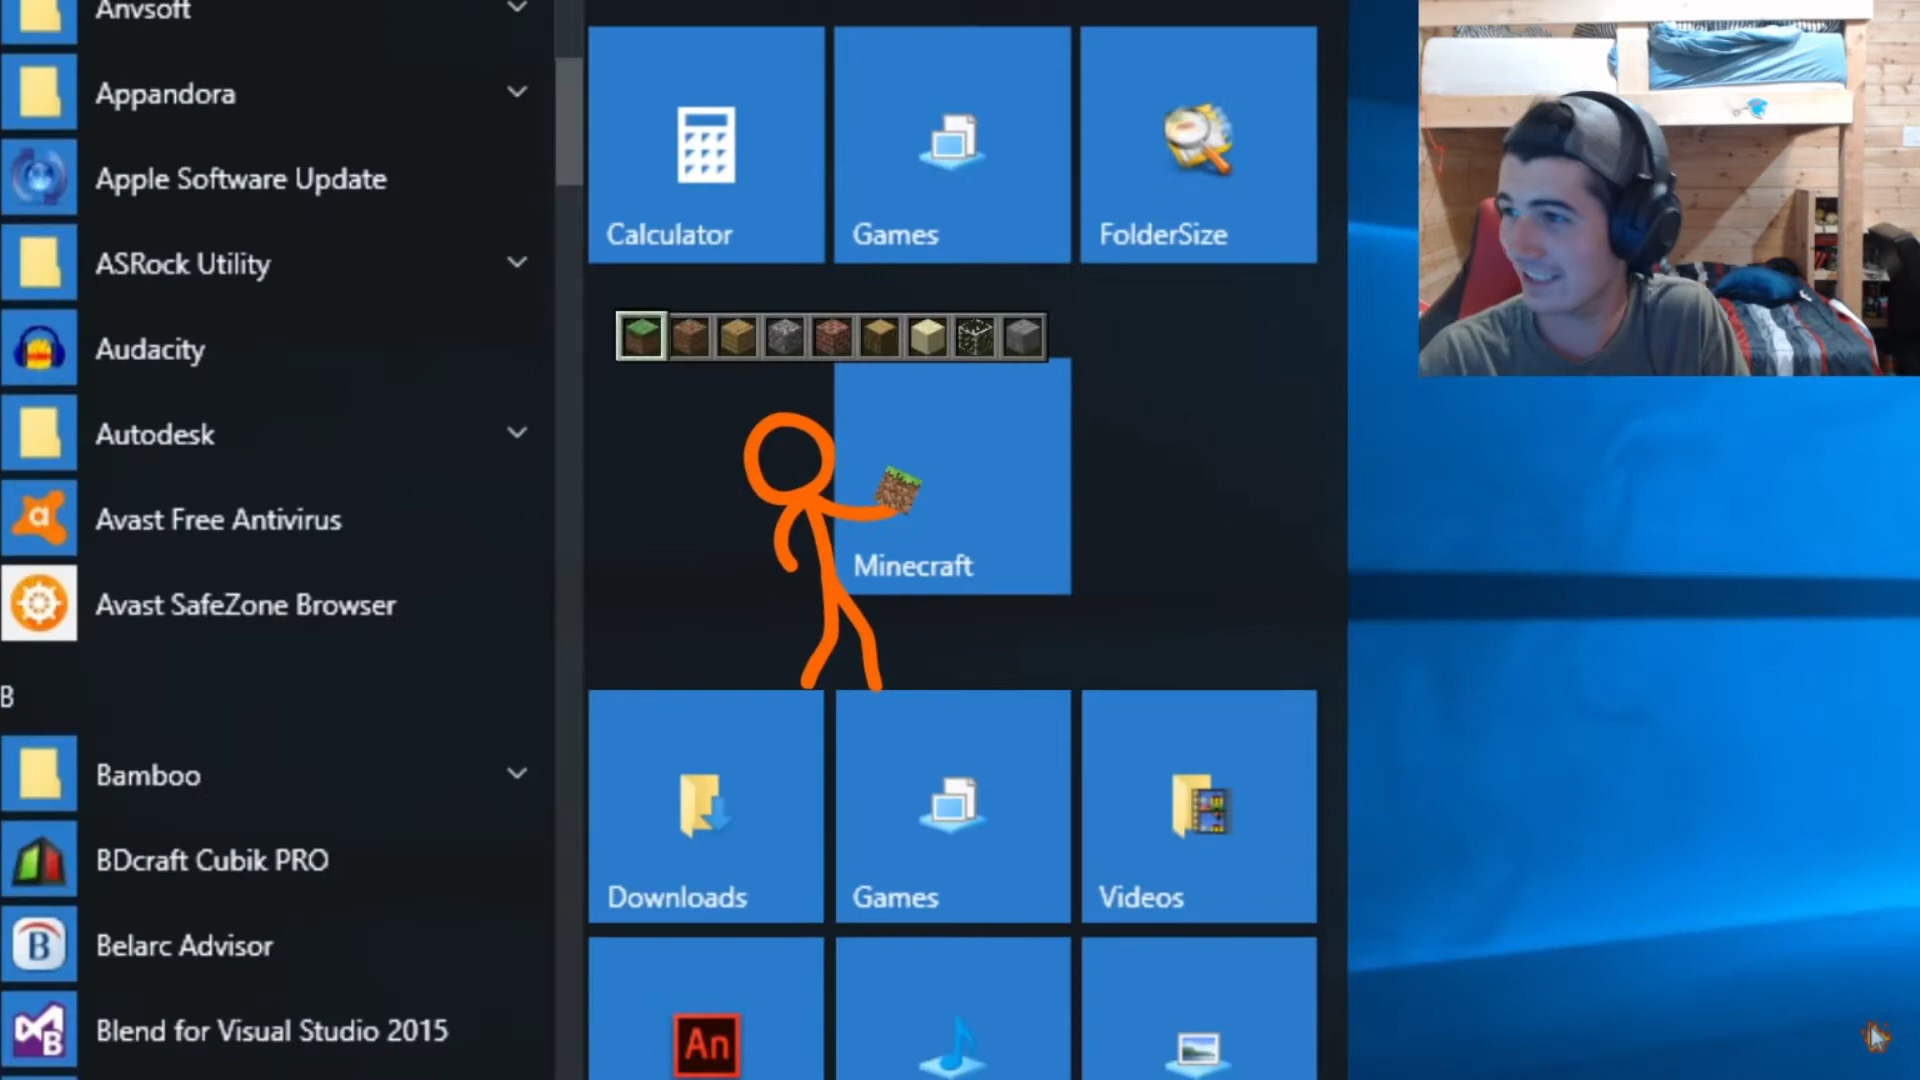 Anvsoft
Appandora
Apple Software Update
ASRock Utility
Audacity
Autodesk
Avast Free Antivirus
Avast SafeZone Browser
B
Bamboo
BDcraft Cubik PRO
Belarc Advisor
Blend for Visual Studio 2015
Calculator
Games
FolderSize
Minecraft
Downloads
Games
Videos
An